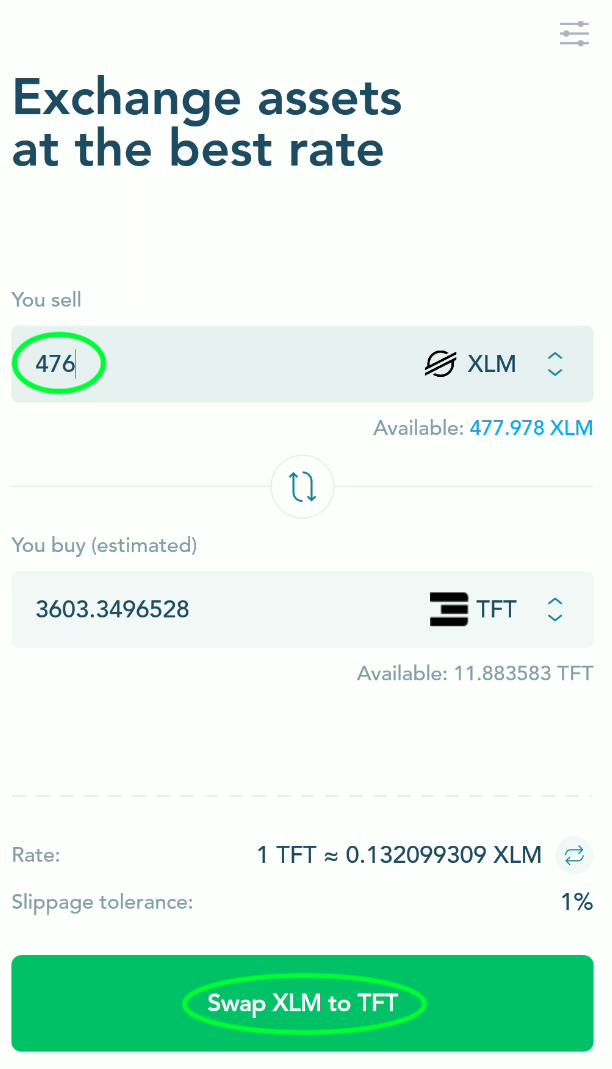 Exchange assets
at the best rate
You sell
476 XLM
Available: 477.978 XLM
You buy (estimated)
3603.3496528 TFT
Available: 11.883583 TFT
Rate: 1 TFT ≈ 0.132099309 XLM
Slippage tolerance: 1%
Swap XLM to TFT